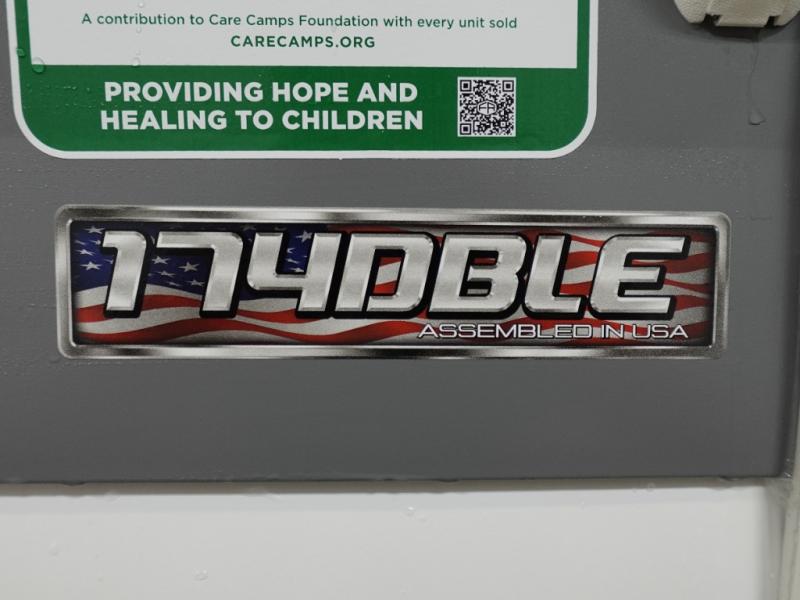 A contribution to Care Camps Foundation with every unit sold
CARECAMPS.ORG
PROVIDING HOPE AND
HEALING TO CHILDREN
174DBLE
ASSEMBLED IN USA